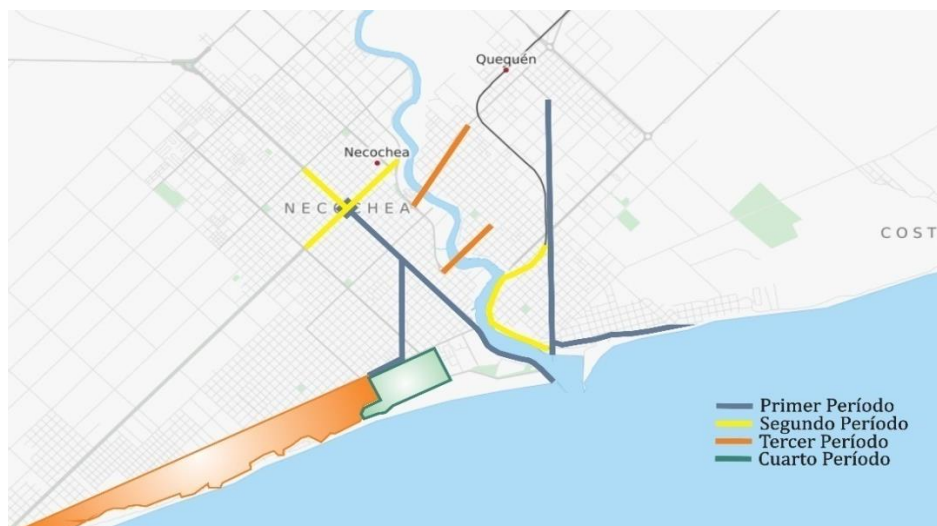 Quequén
Necochea
NECOCHEA
COST
Primer Período
Segundo Período
Tercer Período
Cuarto Período